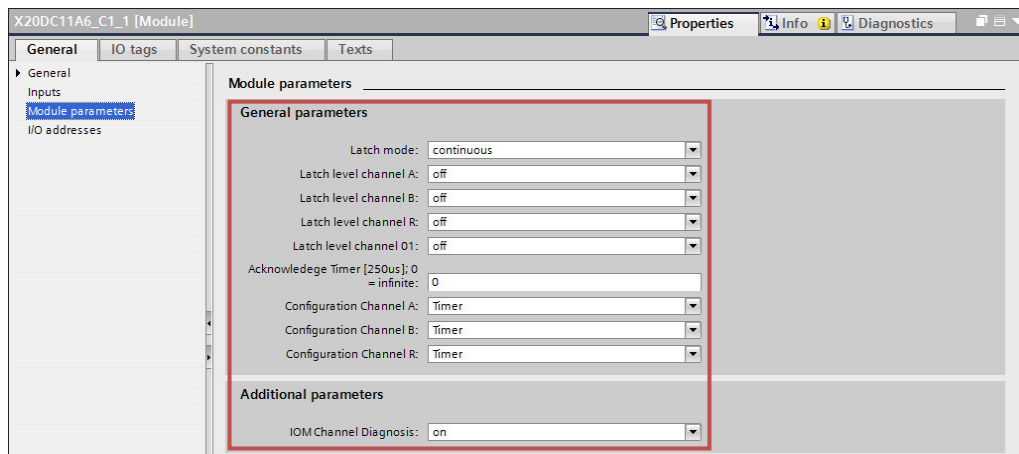 X20DC11A6_C1_1 [Module]
Properties
Info
Diagnostics
General
IO tags
System constants
Texts
General
Inputs
Module parameters
I/O addresses
Module parameters
General parameters
Latch mode: continuous
Latch level channel A: off
Latch level channel B: off
Latch level channel R: off
Latch level channel 01: off
Acknowledege Timer [250us]; 0
= infinite: 0
Configuration Channel A: Timer
Configuration Channel B: Timer
Configuration Channel R: Timer
Additional parameters
IOM Channel Diagnosis: on